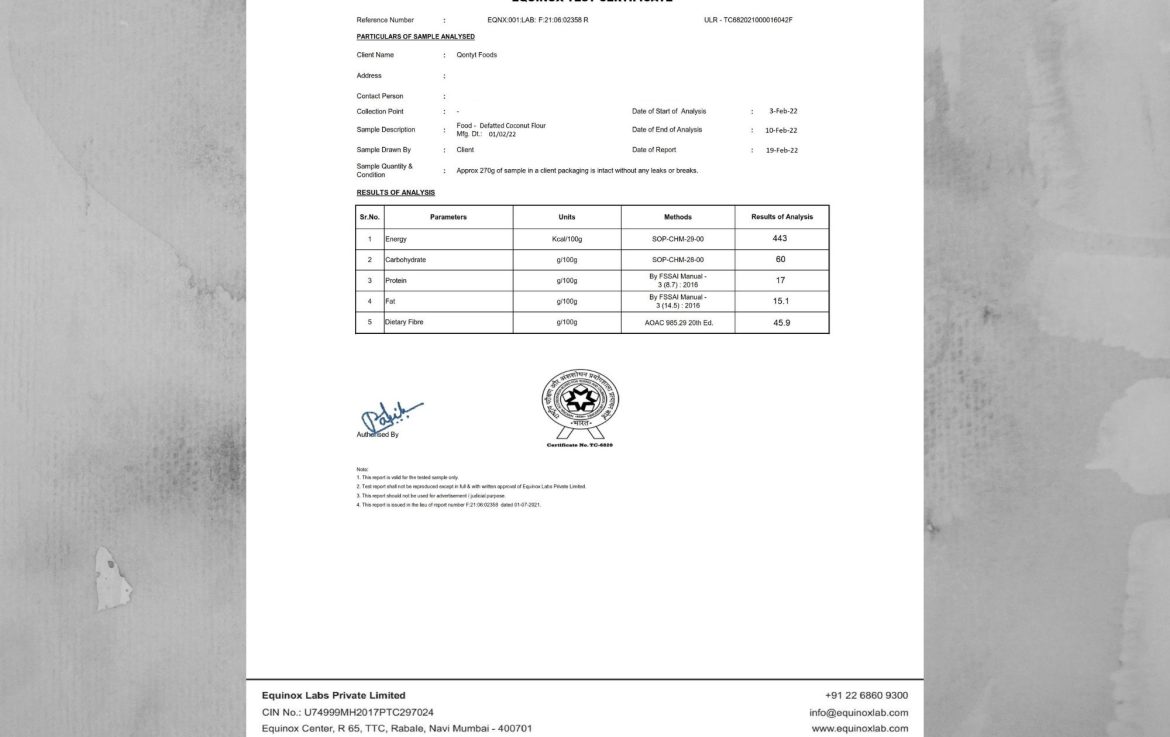 EQUINOX TEST CERTIFICATE
Reference Number : EQNX:001:LAB: F:21:06:02358 R ULR - TC682021000016042F
PARTICULARS OF SAMPLE ANALYSED
Client Name : Qontyt Foods
Address :
Contact Person :
Collection Point : - Date of Start of Analysis : 3-Feb-22
Sample Description : Food - Defatted Coconut Flour Date of End of Analysis : 10-Feb-22
Mfg. Dt.: 01/02/22
Sample Drawn By : Client Date of Report : 19-Feb-22
Sample Quantity & Condition : Approx 270g of sample in a client packaging is intact without any leaks or breaks.
RESULTS OF ANALYSIS
Sr.No. Parameters Units Methods Results of Analysis
1 Energy Kcal/100g SOP-CHM-29-00 443
2 Carbohydrate g/100g SOP-CHM-28-00 60
3 Protein g/100g By FSSAI Manual - 3 (8.7) : 2016 17
4 Fat g/100g By FSSAI Manual - 3 (14.5) : 2016 15.1
5 Dietary Fibre g/100g AOAC 985.29 20th Ed. 45.9
भारत
Certificate No. TC-6820
Authorised By
Note:
1. This report is valid for the tested sample only.
2. Test report shall not be reproduced except in full & with written approval of Equinox Labs Private Limited.
3. This report should not be used for advertisement / judicial purpose.
4. This report is issued in the lieu of report number F:21:06:02358 dated 01-07-2021.
Equinox Labs Private Limited +91 22 6860 9300
CIN No.: U74999MH2017PTC297024 info@equinoxlab.com
Equinox Center, R 65, TTC, Rabale, Navi Mumbai - 400701 www.equinoxlab.com